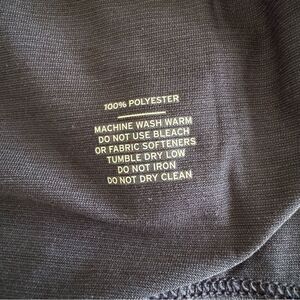 100% POLYESTER
MACHINE WASH WARM
DO NOT USE BLEACH
OR FABRIC SOFTENERS
TUMBLE DRY LOW
DO NOT IRON
DO NOT DRY CLEAN